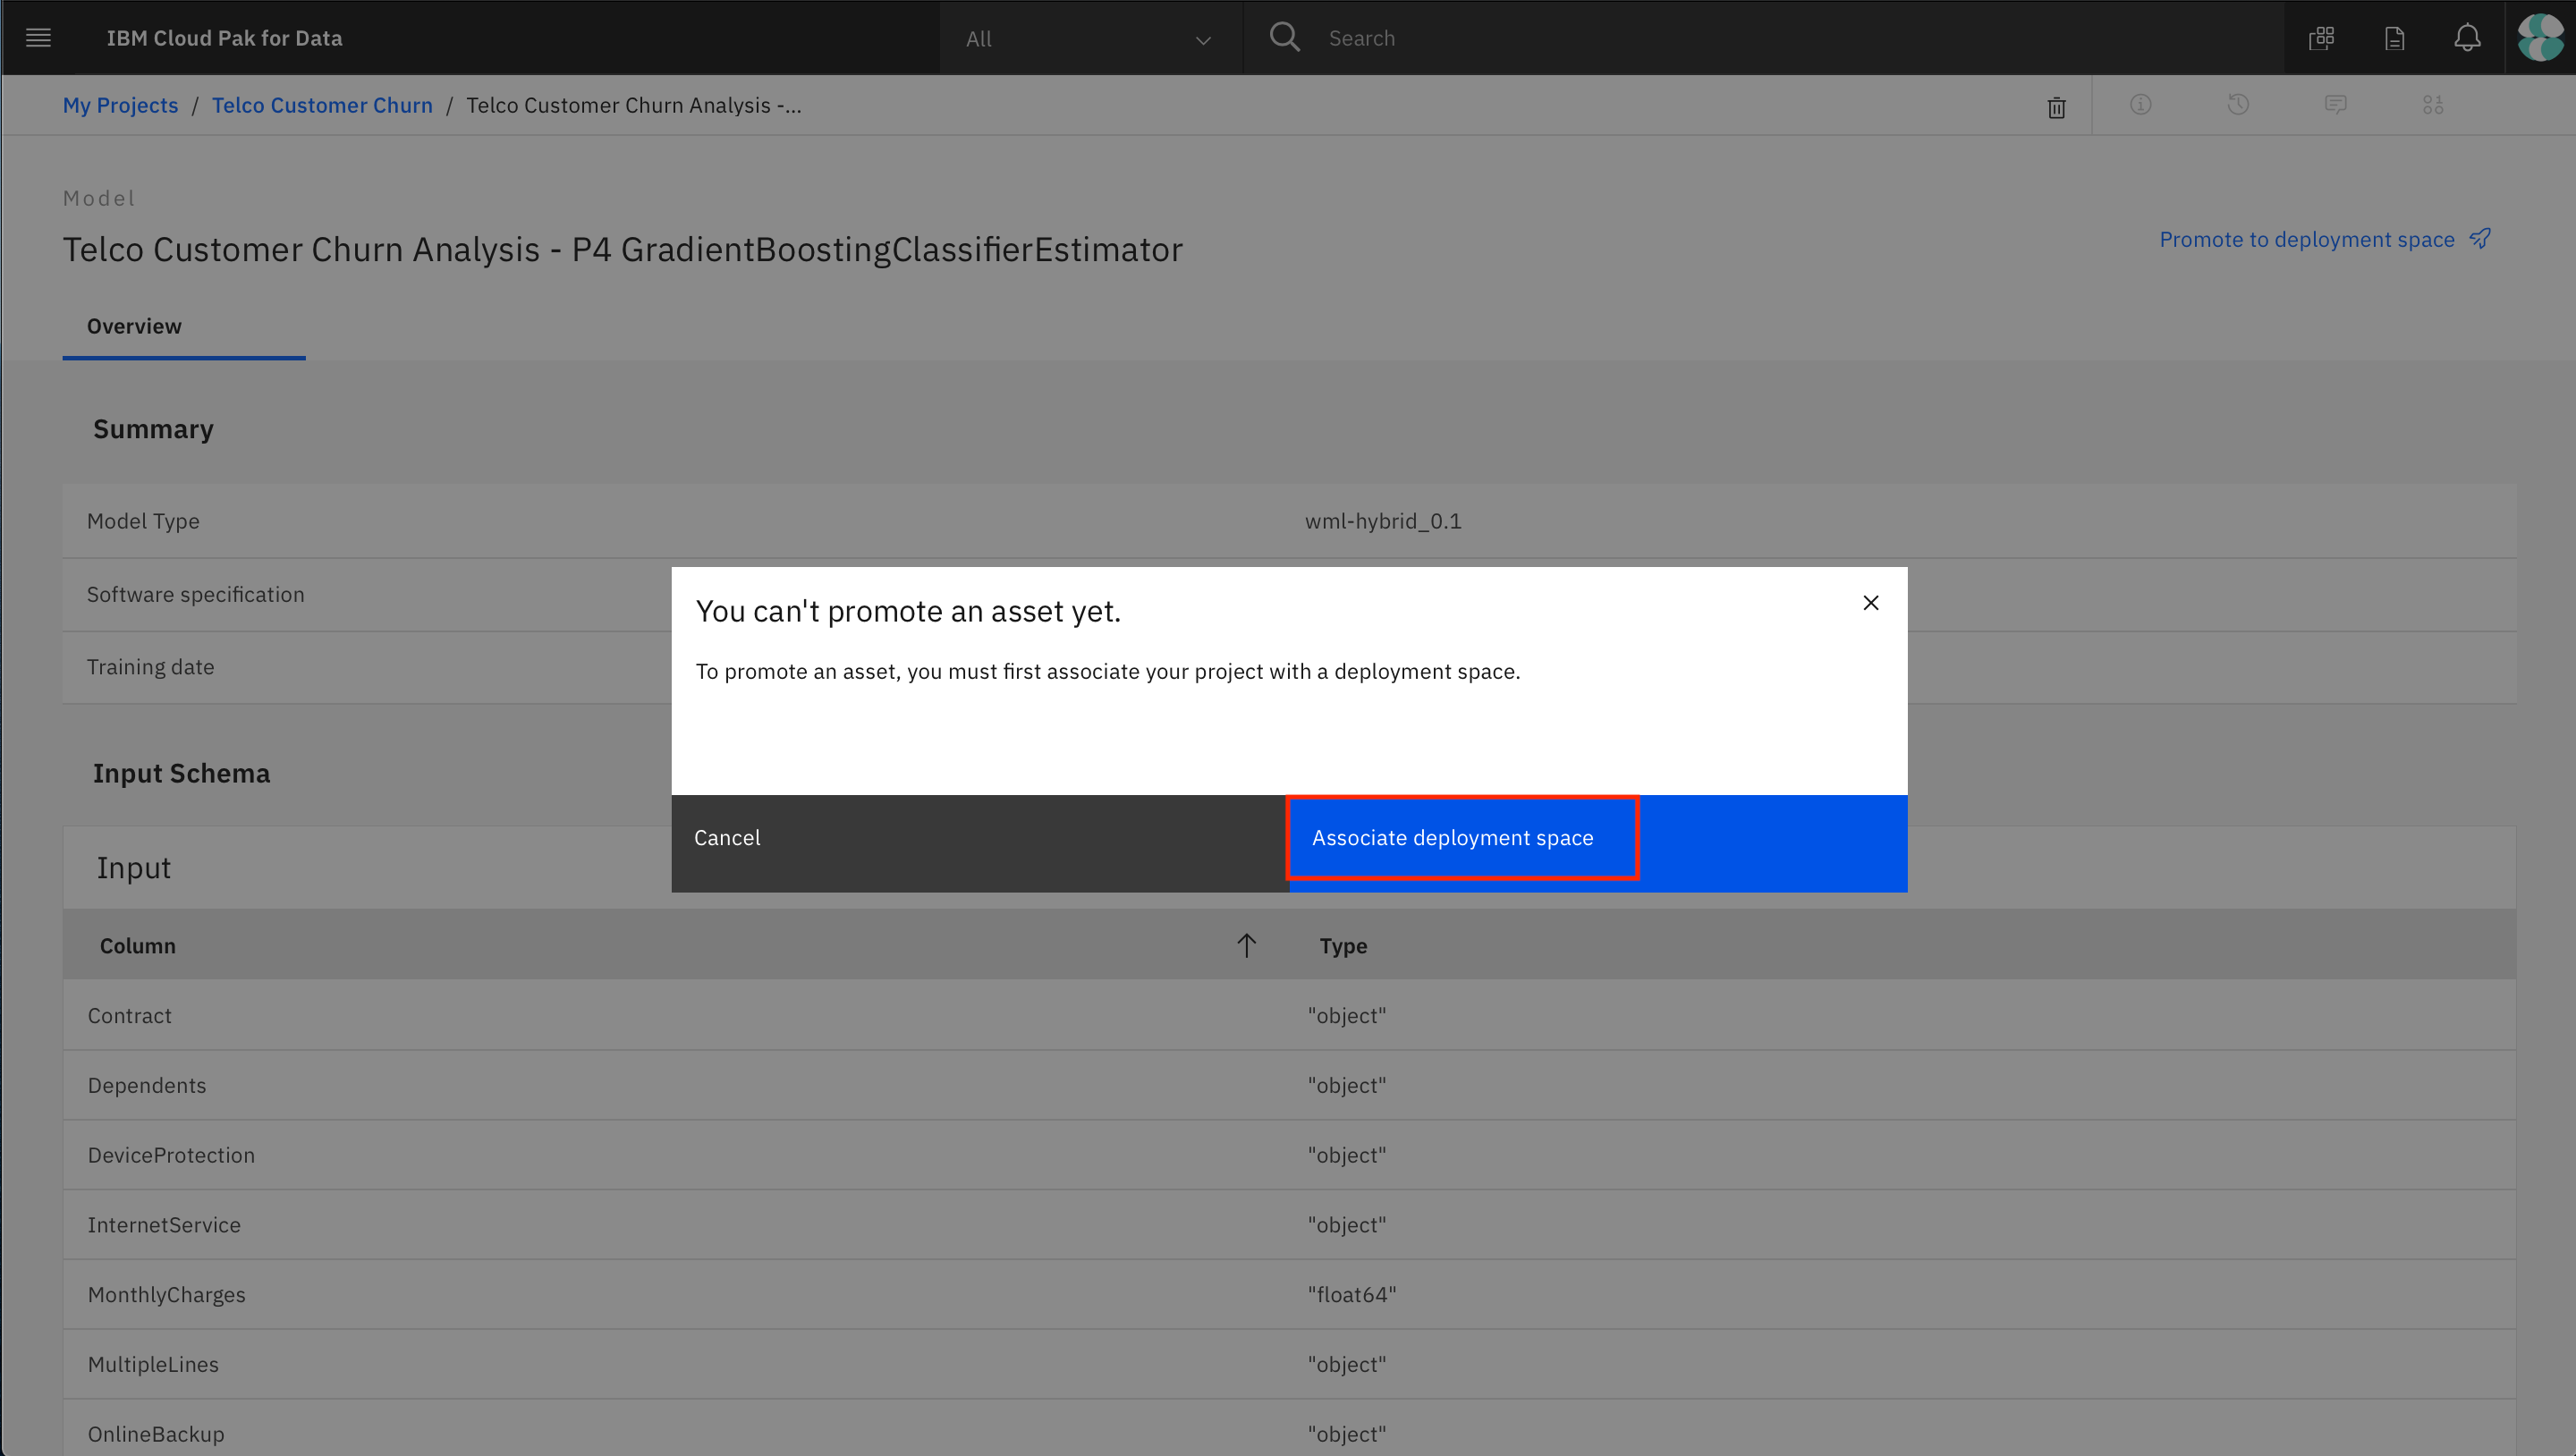 IBM Cloud Pak for Data
All
Search
My Projects / Telco Customer Churn / Telco Customer Churn Analysis -...
Model
Telco Customer Churn Analysis - P4 GradientBoostingClassifierEstimator
Promote to deployment space
Overview
Summary
Model Type wml-hybrid_0.1
Software specification
Training date
You can't promote an asset yet.
To promote an asset, you must first associate your project with a deployment space.
Cancel
Associate deployment space
Input Schema
Input
Column Type
Contract "object"
Dependents "object"
DeviceProtection "object"
InternetService "object"
MonthlyCharges "float64"
MultipleLines "object"
OnlineBackup "object"